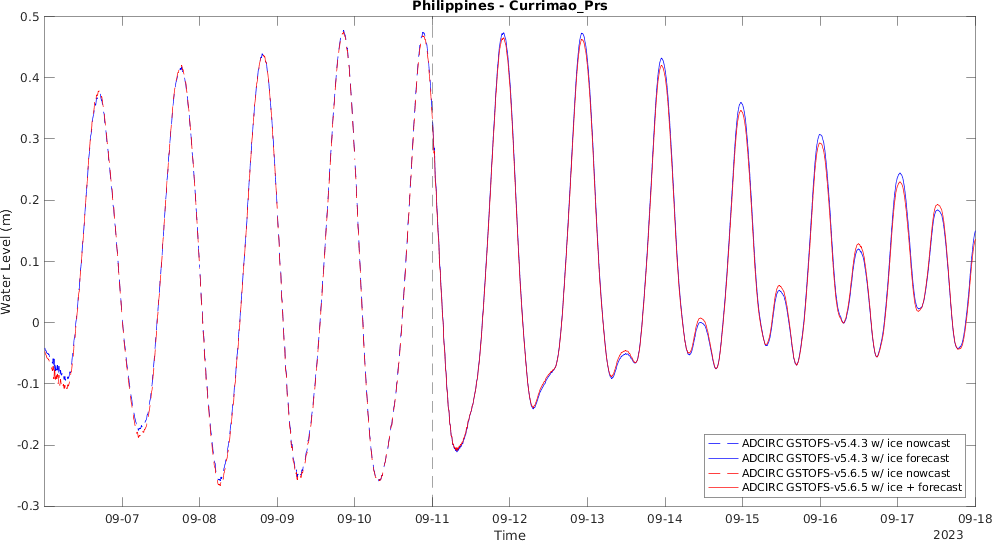 Philippines - Currimao_Prs
0.5
0.4
0.3
0.2
0.1
0
-0.1
-0.2
-0.3
Water Level (m)
ADCIRC GSTOFS-v5.4.3 w/ ice nowcast
ADCIRC GSTOFS-v5.4.3 w/ ice forecast
ADCIRC GSTOFS-v5.6.5 w/ ice nowcast
ADCIRC GSTOFS-v5.6.5 w/ ice + forecast
09-07 09-08 09-09 09-10 09-11 09-12 09-13 09-14 09-15 09-16 09-17 09-18
Time
2023